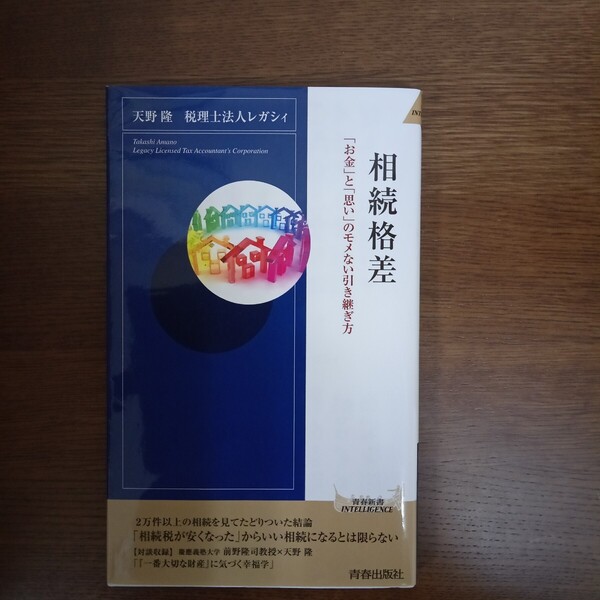 天野 隆 税理士法人レガシィ
Takashi Amano
Legacy Licensed Tax Accountant's Corporation
相続格差
「お金」と「思い」のモメない引き継ぎ方
青春新書
INTELLIGENCE
2万件以上の相続を見てたどりついた結論
「相続税が安くなった」からいい相続になるとは限らない
【対談収録】 慶應義塾大学 前野隆司教授×天野 隆
「「一番大切な財産」に気づく幸福学」
青春出版社